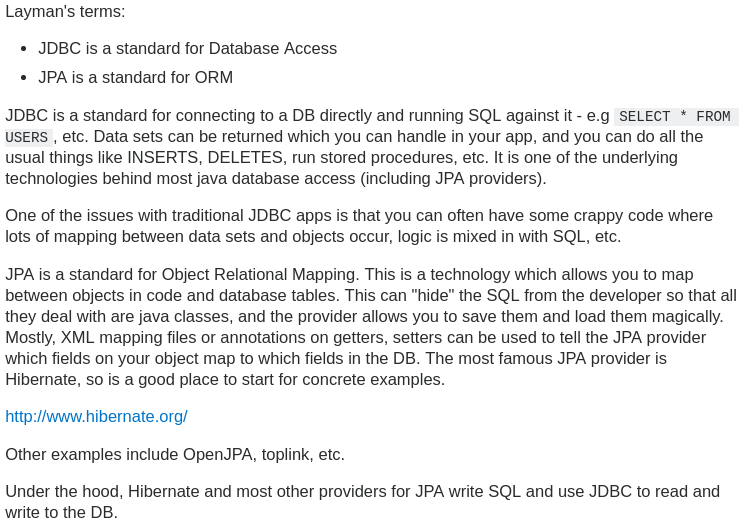 Layman's terms:
• JDBC is a standard for Database Access
• JPA is a standard for ORM
JDBC is a standard for connecting to a DB directly and running SQL against it - e.g SELECT * FROM
USERS, etc. Data sets can be returned which you can handle in your app, and you can do all the
usual things like INSERTS, DELETES, run stored procedures, etc. It is one of the underlying
technologies behind most java database access (including JPA providers).
One of the issues with traditional JDBC apps is that you can often have some crappy code where
lots of mapping between data sets and objects occur, logic is mixed in with SQL, etc.
JPA is a standard for Object Relational Mapping. This is a technology which allows you to map
between objects in code and database tables. This can "hide" the SQL from the developer so that all
they deal with are java classes, and the provider allows you to save them and load them magically.
Mostly, XML mapping files or annotations on getters, setters can be used to tell the JPA provider
which fields on your object map to which fields in the DB. The most famous JPA provider is
Hibernate, so is a good place to start for concrete examples.
http://www.hibernate.org/
Other examples include OpenJPA, toplink, etc.
Under the hood, Hibernate and most other providers for JPA write SQL and use JDBC to read and
write to the DB.